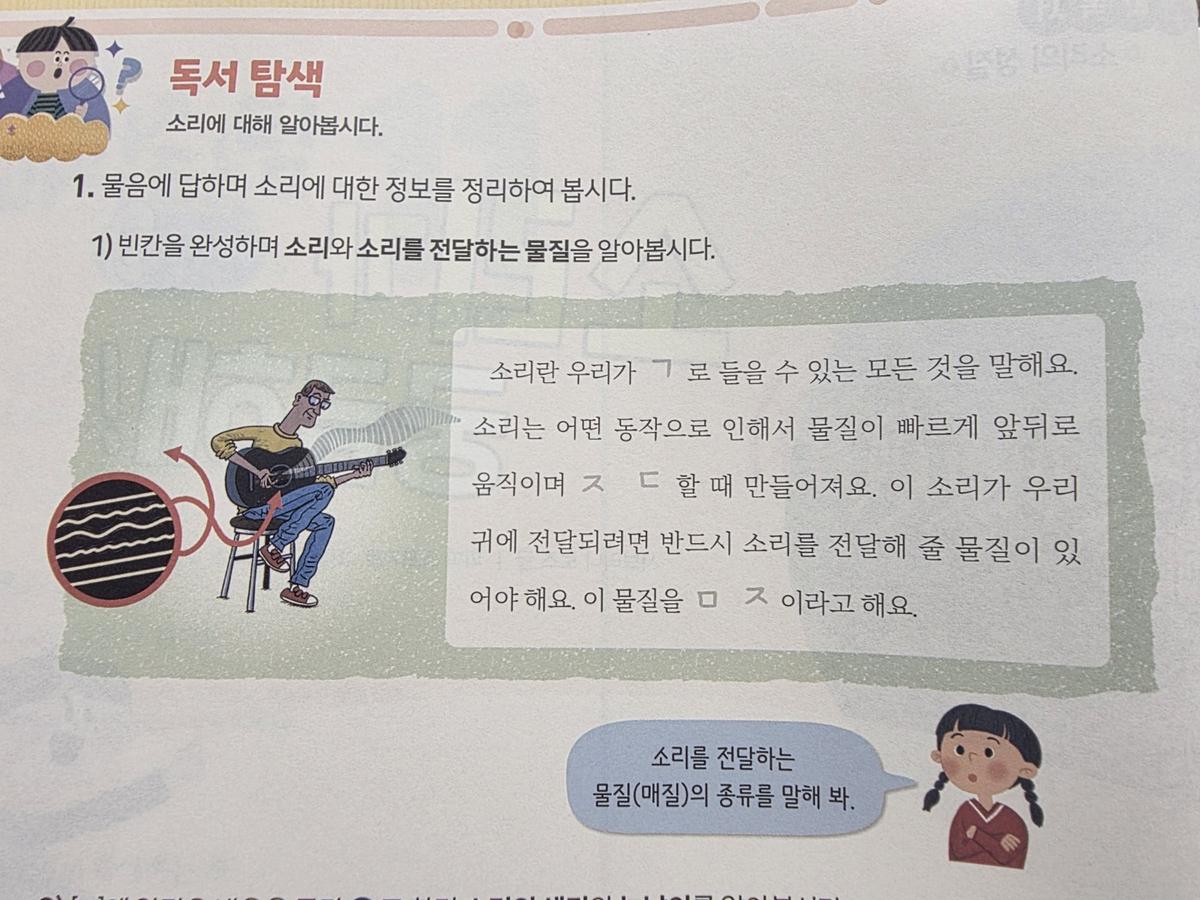 독서 탐색
소리에 대해 알아봅시다.
1. 물음에 답하며 소리에 대한 정보를 정리하여 봅시다.
1) 빈칸을 완성하며 소리와 소리를 전달하는 물질을 알아봅시다.
소리란 우리가 ㄱ 로 들을 수 있는 모든 것을 말해요.
소리는 어떤 동작으로 인해서 물질이 빠르게 앞뒤로
움직이며 ㅈ ㄷ 할 때 만들어져요. 이 소리가 우리
귀에 전달되려면 반드시 소리를 전달해 줄 물질이 있
어야 해요. 이 물질을 ㅁ ㅈ 이라고 해요.
소리를 전달하는
물질(매질)의 종류를 말해 봐.